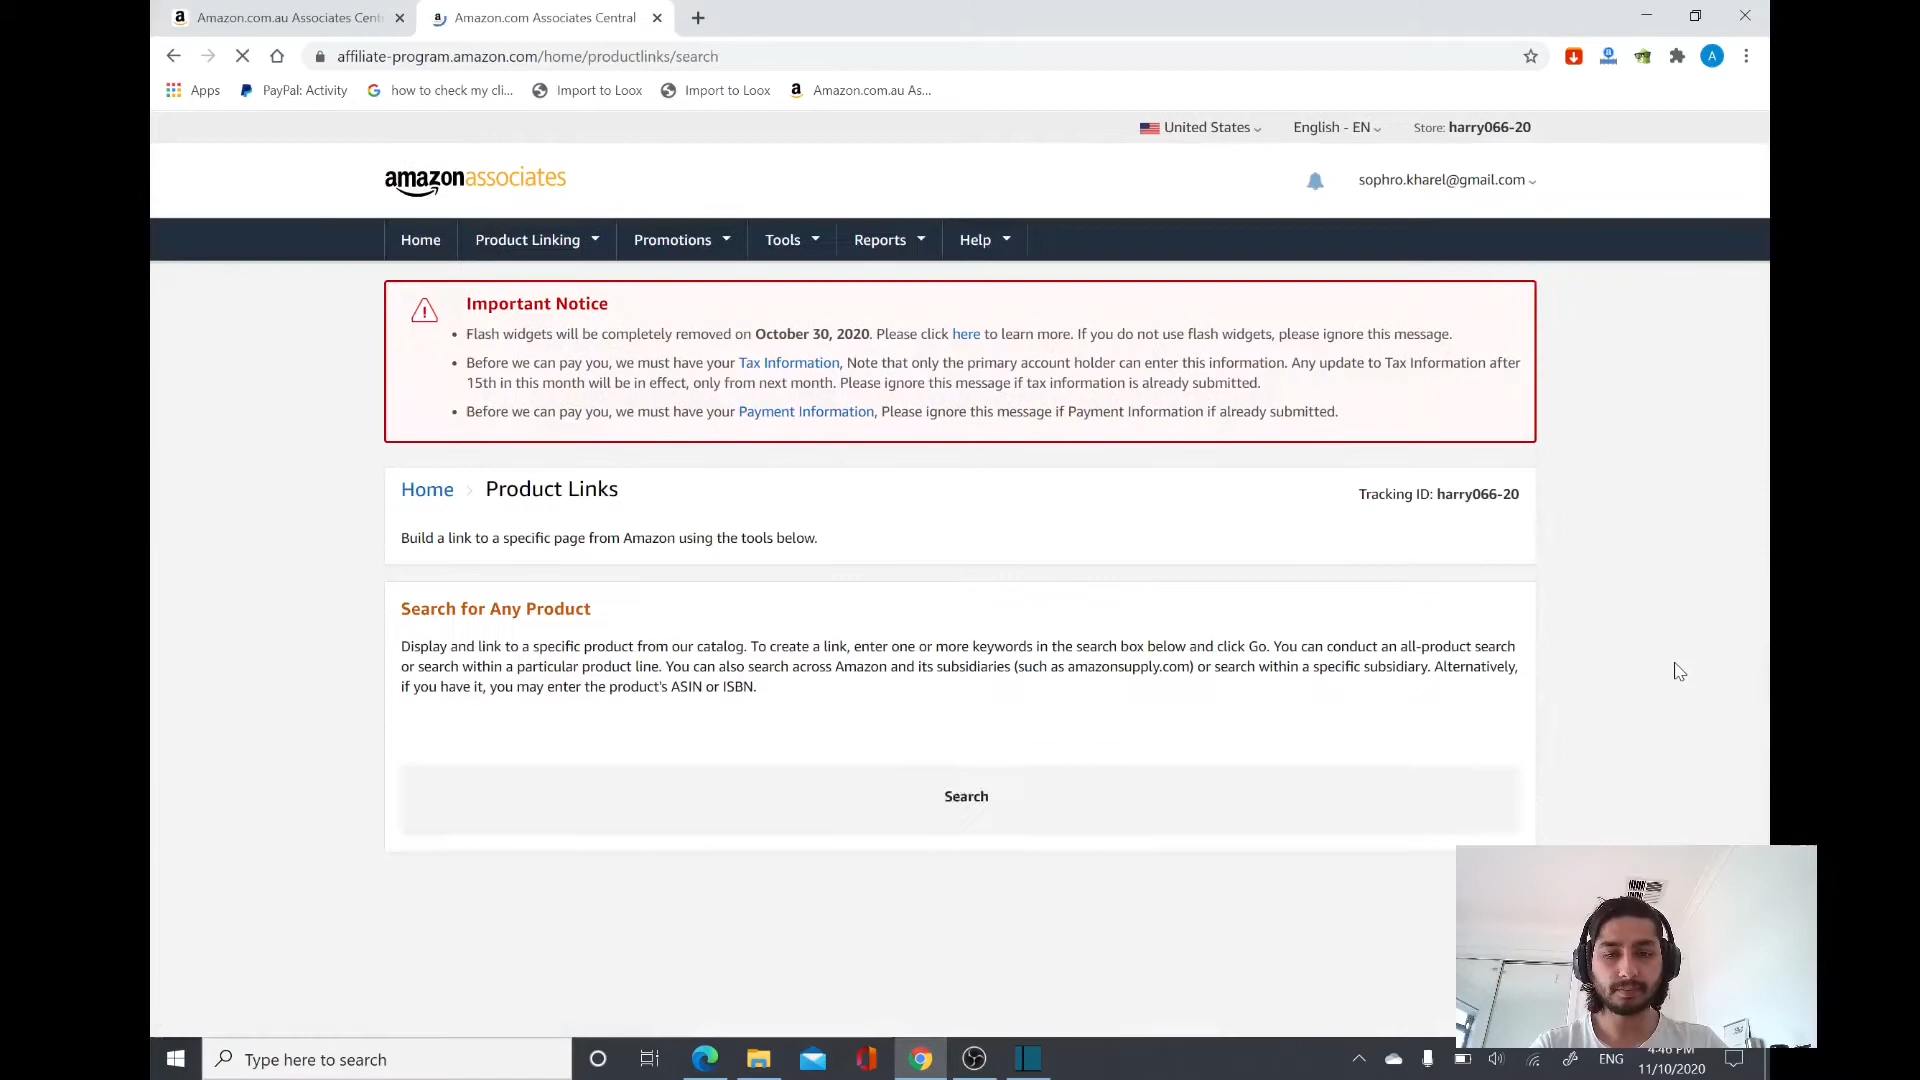 Amazon.com.au Associates Cent
Amazon.com Associates Central
affiliate-program.amazon.com/home/productlinks/search
A
Apps
PayPal: Activity
how to check my cli...
Import to Loox
Import to Loox
Amazon.com.au As...
United States
English - EN
Store: harry066-20
amazonassociates
sophro.kharel@gmail.com
Home
Product Linking
Promotions
Tools
Reports
Help
Important Notice
• Flash widgets will be completely removed on October 30, 2020. Please click here to learn more. If you do not use flash widgets, please ignore this message.
• Before we can pay you, we must have your Tax Information, Note that only the primary account holder can enter this information. Any update to Tax Information after
15th in this month will be in effect, only from next month. Please ignore this message if tax information is already submitted.
• Before we can pay you, we must have your Payment Information, Please ignore this message if Payment Information if already submitted.
Home > Product Links
Tracking ID: harry066-20
Build a link to a specific page from Amazon using the tools below.
Search for Any Product
Display and link to a specific product from our catalog. To create a link, enter one or more keywords in the search box below and click Go. You can conduct an all-product search
or search within a particular product line. You can also search across Amazon and its subsidiaries (such as amazonsupply.com) or search within a specific subsidiary. Alternatively,
if you have it, you may enter the product's ASIN or ISBN.
Search
Type here to search
ENG
4:46 PM
11/10/2020